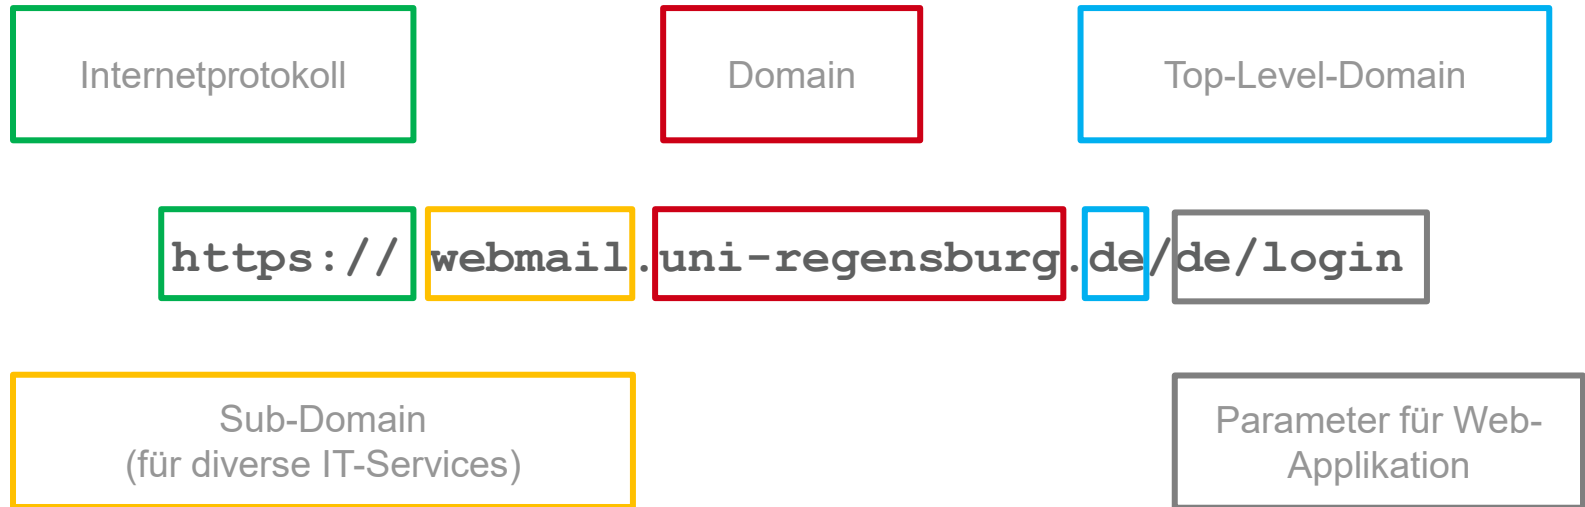 Internetprotokoll
Domain
Top-Level-Domain
https:// webmail.uni-regensburg.de/de/login
Sub-Domain
(für diverse IT-Services)
Parameter für Web-
Applikation